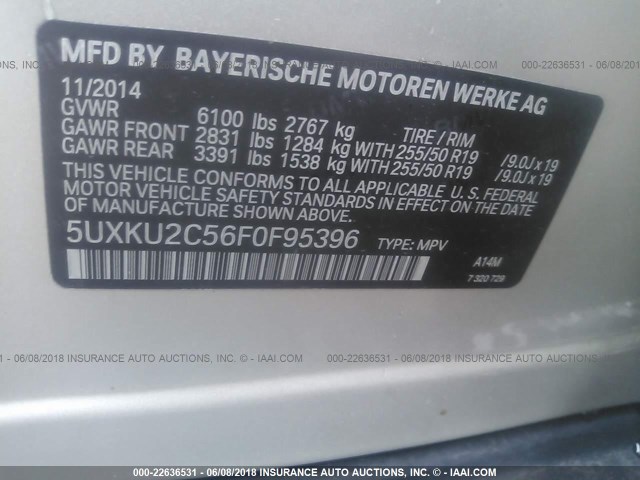 MFD BY BAYERISCHE MOTOREN WERKE AG
11/2014
GVWR 6100 lbs 2767 kg TIRE / RIM
GAWR FRONT 2831 lbs 1284 kg WITH 255/50 R19 /9.0J x 19
GAWR REAR 3391 lbs 1538 kg WITH 255/50 R19 /9.0J x 19
THIS VEHICLE CONFORMS TO ALL APPLICABLE U. S. FEDERAL
MOTOR VEHICLE SAFETY STANDARDS IN EFFECT ON THE
DATE OF MANUFACTURE SHOWN ABOVE.
5UXKU2C56F0F95396 TYPE: MPV
A14M
7 320 729
000-22636531 - 06/08/2018 INSURANCE AUTO AUCTIONS, INC. - © IAAI.COM